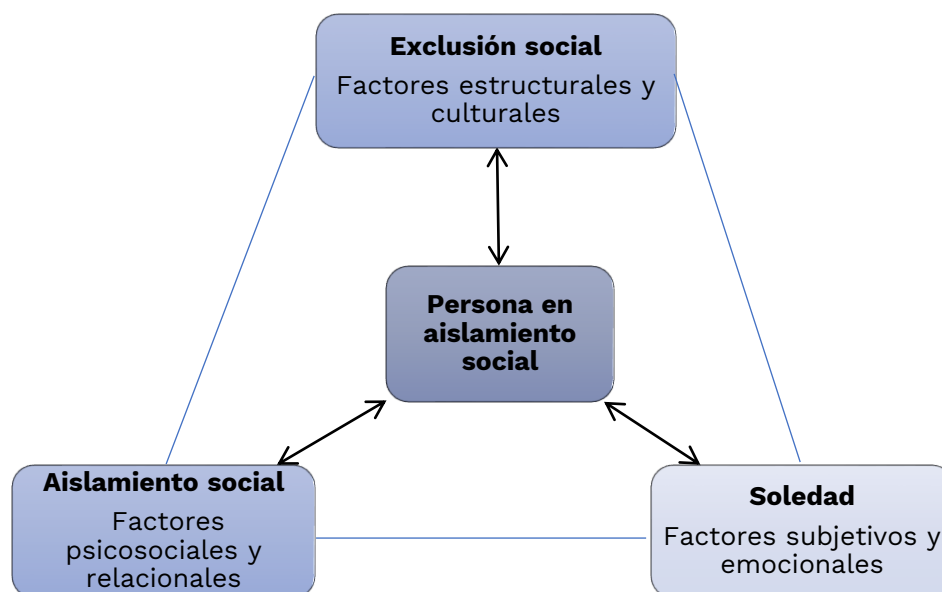 Exclusión social
Factores estructurales y
culturales
Persona en
aislamiento
social
Aislamiento social
Factores
psicosociales y
relacionales
Soledad
Factores subjetivos y
emocionales